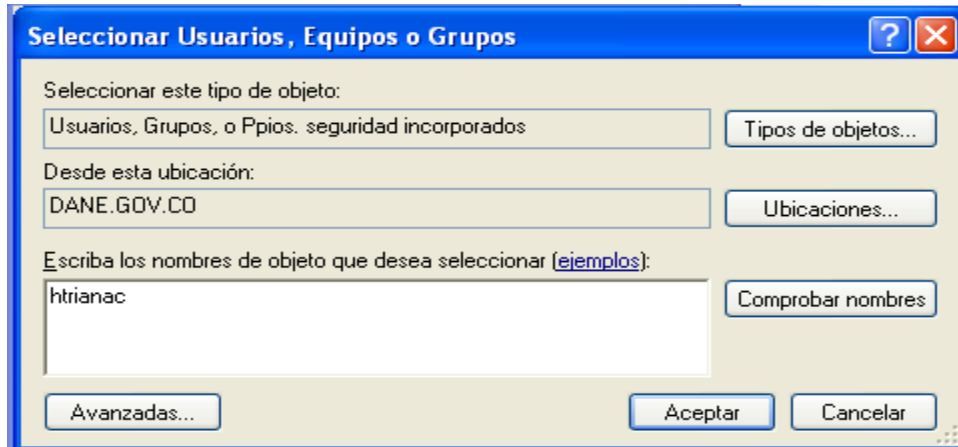 Seleccionar Usuarios, Equipos o Grupos
Seleccionar este tipo de objeto:
Usuarios, Grupos, o Ppios. seguridad incorporados
Tipos de objetos...
Desde esta ubicación:
DANE.GOV.CO
Ubicaciones...
Escriba los nombres de objeto que desea seleccionar (ejemplos):
htrianac
Comprobar nombres
Avanzadas...
Aceptar
Cancelar